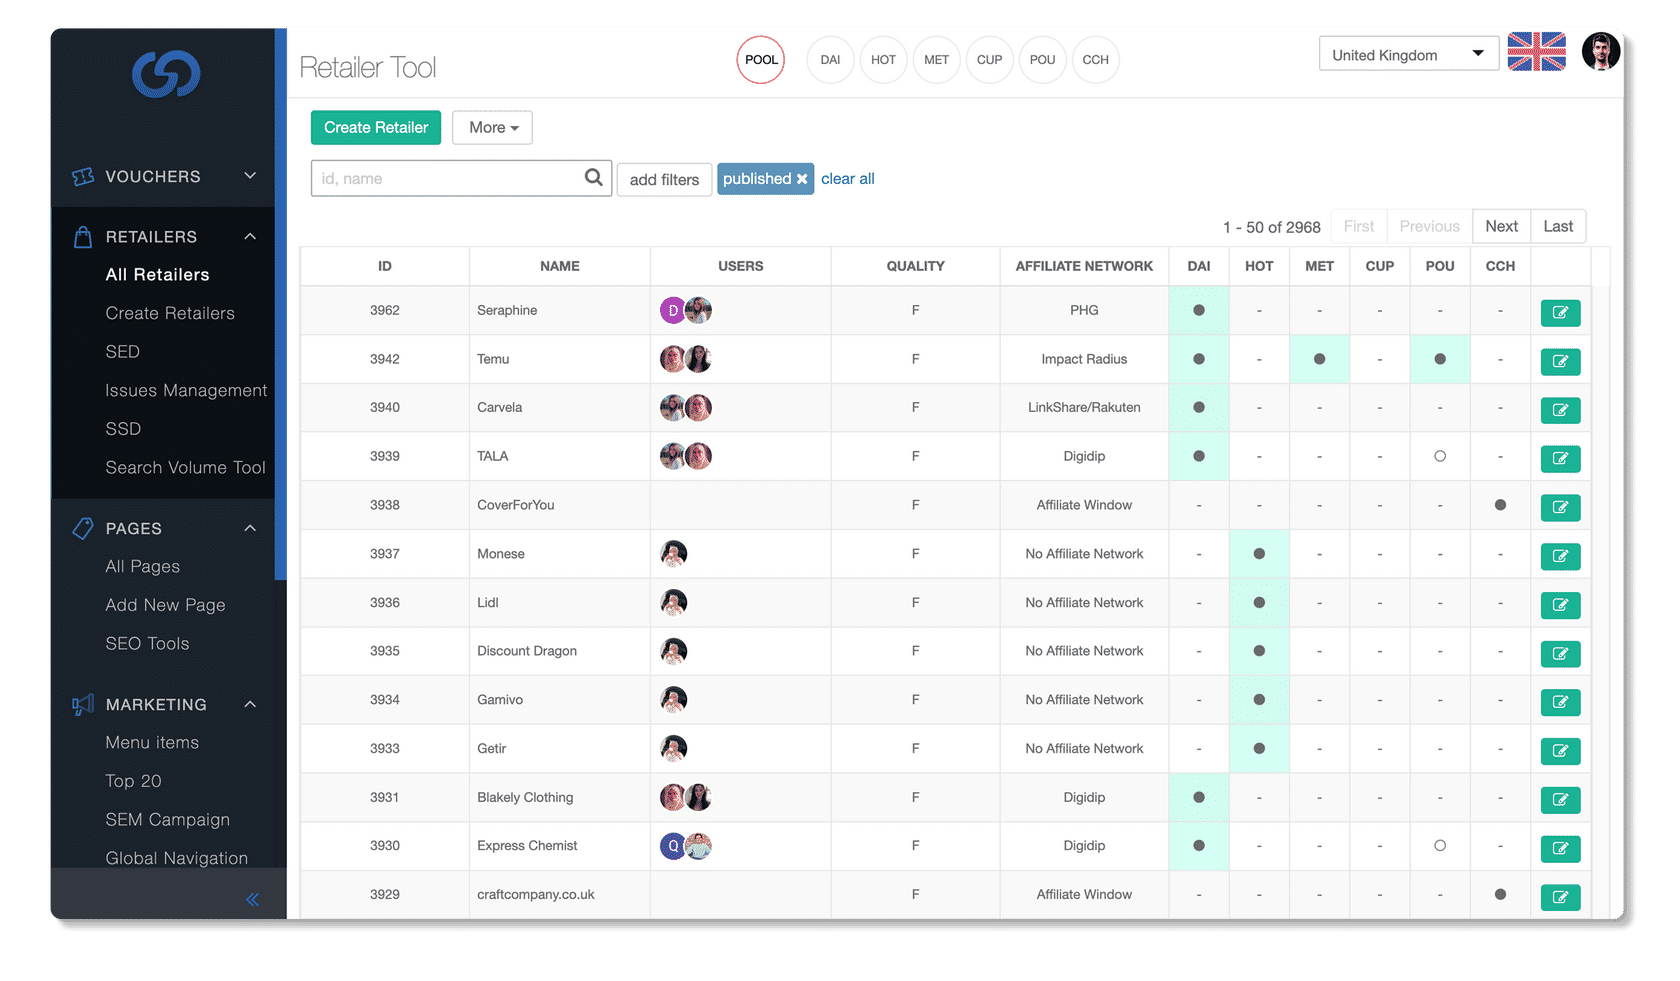 Retailer Tool
POOL DAI HOT MET CUP POU CCH
United Kingdom
VOUCHERS
RETAILERS
All Retailers
Create Retailers
SED
Issues Management
SSD
Search Volume Tool
PAGES
All Pages
Add New Page
SEO Tools
MARKETING
Menu items
Top 20
SEM Campaign
Global Navigation
Create Retailer More
id, name add filters published clear all
1 - 50 of 2968 First Previous Next Last
ID NAME USERS QUALITY AFFILIATE NETWORK DAI HOT MET CUP POU CCH
3962 Seraphine D F PHG - - - - -
3942 Temu F Impact Radius - - -
3940 Carvela F LinkShare/Rakuten - - - - -
3939 TALA F Digidip - - - -
3938 CoverForYou F Affiliate Window - - - - -
3937 Monese F No Affiliate Network - - - - -
3936 Lidl F No Affiliate Network - - - - -
3935 Discount Dragon F No Affiliate Network - - - - -
3934 Gamivo F No Affiliate Network - - - - -
3933 Getir F No Affiliate Network - - - - -
3931 Blakely Clothing F Digidip - - - - -
3930 Express Chemist Q F Digidip - - - -
3929 craftcompany.co.uk F Affiliate Window - - - - -